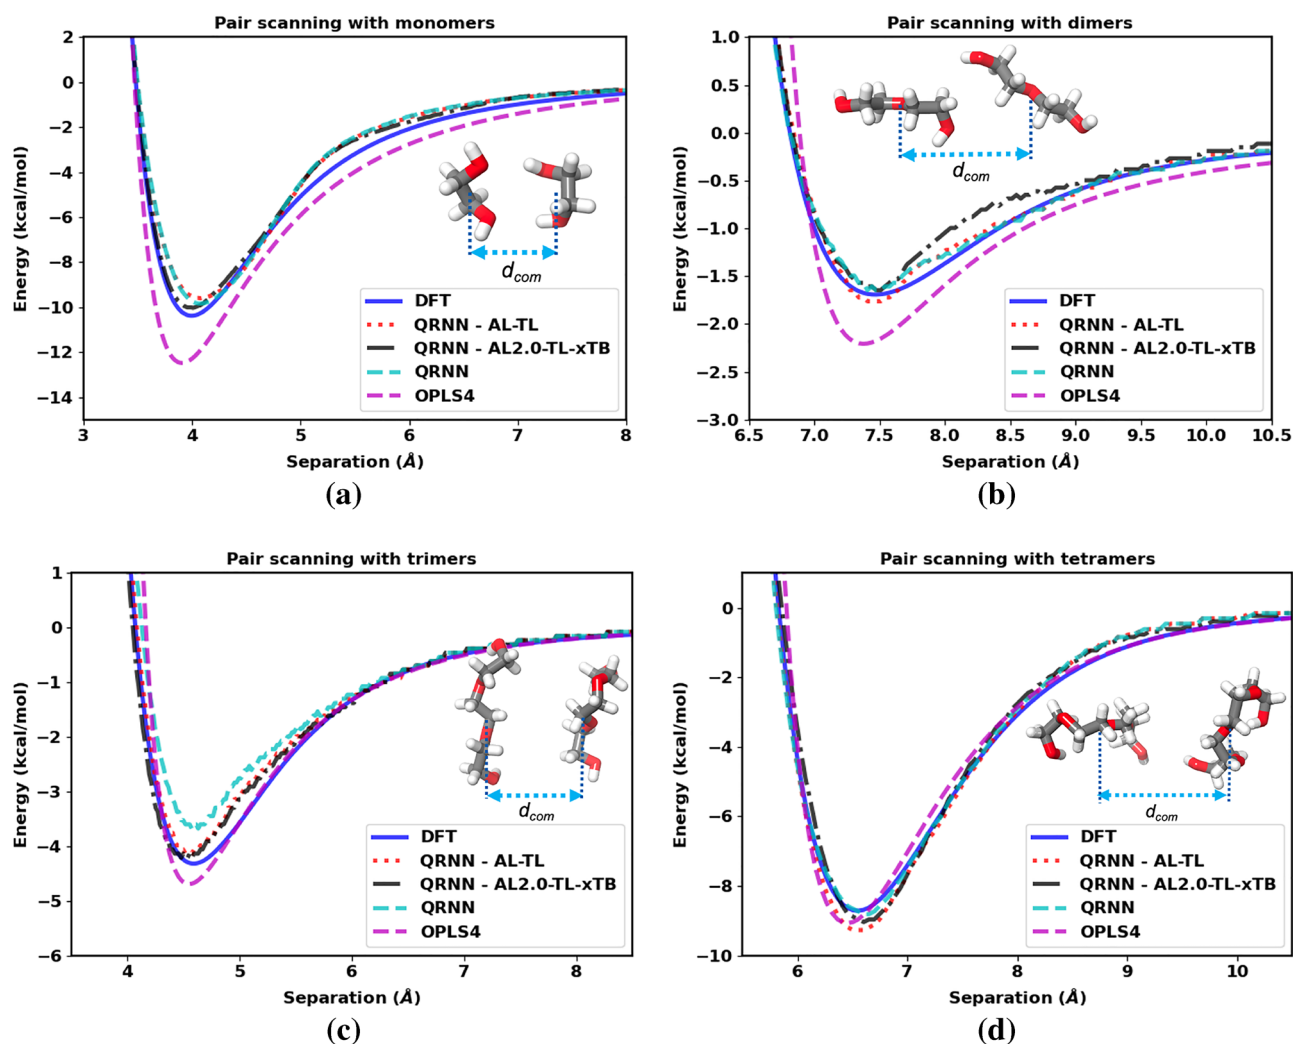 Pair scanning with monomers
2
0
−2
−4
−6
−8
−10
−12
−14
Energy (kcal/mol)
3 4 5 6 7 8
Separation (Å)
d_com
DFT
QRNN - AL-TL
QRNN - AL2.0-TL-xTB
QRNN
OPLS4
(a)
Pair scanning with dimers
1.0
0.5
0.0
−0.5
−1.0
−1.5
−2.0
−2.5
−3.0
Energy (kcal/mol)
6.5 7.0 7.5 8.0 8.5 9.0 9.5 10.0 10.5
Separation (Å)
d_com
DFT
QRNN - AL-TL
QRNN - AL2.0-TL-xTB
QRNN
OPLS4
(b)
Pair scanning with trimers
1
0
−1
−2
−3
−4
−5
−6
Energy (kcal/mol)
4 5 6 7 8
Separation (Å)
d_com
DFT
QRNN - AL-TL
QRNN - AL2.0-TL-xTB
QRNN
OPLS4
(c)
Pair scanning with tetramers
0
−2
−4
−6
−8
−10
Energy (kcal/mol)
6 7 8 9 10
Separation (Å)
d_com
DFT
QRNN - AL-TL
QRNN - AL2.0-TL-xTB
QRNN
OPLS4
(d)